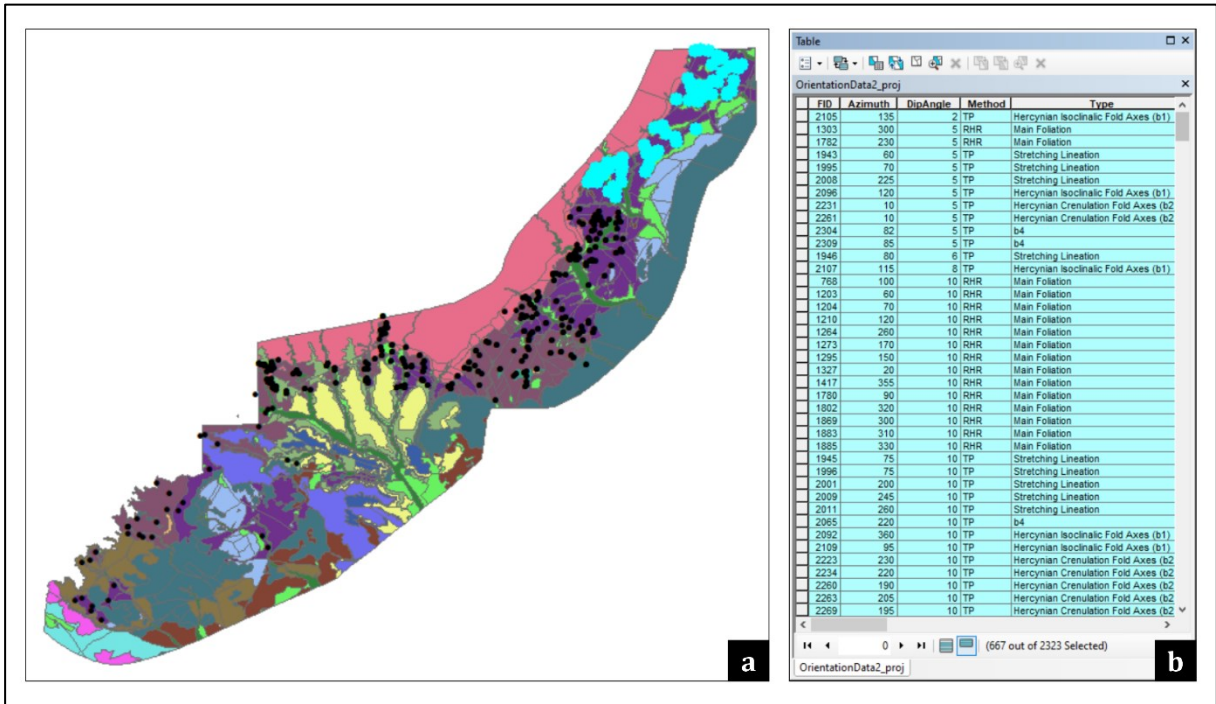 a
Table
OrientationData2_proj
FID Azimuth DipAngle Method Type
2105 135 2 TP Hercynian Isoclinalic Fold Axes (b1)
1303 300 5 RHR Main Foliation
1782 230 5 RHR Main Foliation
1943 60 5 TP Stretching Lineation
1995 70 5 TP Stretching Lineation
2008 225 5 TP Stretching Lineation
2096 120 5 TP Hercynian Isoclinalic Fold Axes (b1)
2231 10 5 TP Hercynian Crenulation Fold Axes (b2
2261 10 5 TP Hercynian Crenulation Fold Axes (b2
2304 82 5 TP b4
2309 85 5 TP b4
1946 80 6 TP Stretching Lineation
2107 115 8 TP Hercynian Isoclinalic Fold Axes (b1)
768 100 10 RHR Main Foliation
1203 60 10 RHR Main Foliation
1204 70 10 RHR Main Foliation
1210 120 10 RHR Main Foliation
1264 260 10 RHR Main Foliation
1273 170 10 RHR Main Foliation
1295 150 10 RHR Main Foliation
1327 20 10 RHR Main Foliation
1417 355 10 RHR Main Foliation
1780 90 10 RHR Main Foliation
1802 320 10 RHR Main Foliation
1869 300 10 RHR Main Foliation
1883 310 10 RHR Main Foliation
1885 330 10 RHR Main Foliation
1945 75 10 TP Stretching Lineation
1996 75 10 TP Stretching Lineation
2001 200 10 TP Stretching Lineation
2009 245 10 TP Stretching Lineation
2011 260 10 TP Stretching Lineation
2065 220 10 TP b4
2092 360 10 TP Hercynian Isoclinalic Fold Axes (b1)
2109 95 10 TP Hercynian Isoclinalic Fold Axes (b1)
2223 230 10 TP Hercynian Crenulation Fold Axes (b2
2234 220 10 TP Hercynian Crenulation Fold Axes (b2
2260 190 10 TP Hercynian Crenulation Fold Axes (b2
2263 205 10 TP Hercynian Crenulation Fold Axes (b2
2269 195 10 TP Hercynian Crenulation Fold Axes (b2
0 (667 out of 2323 Selected)
OrientationData2_proj
b